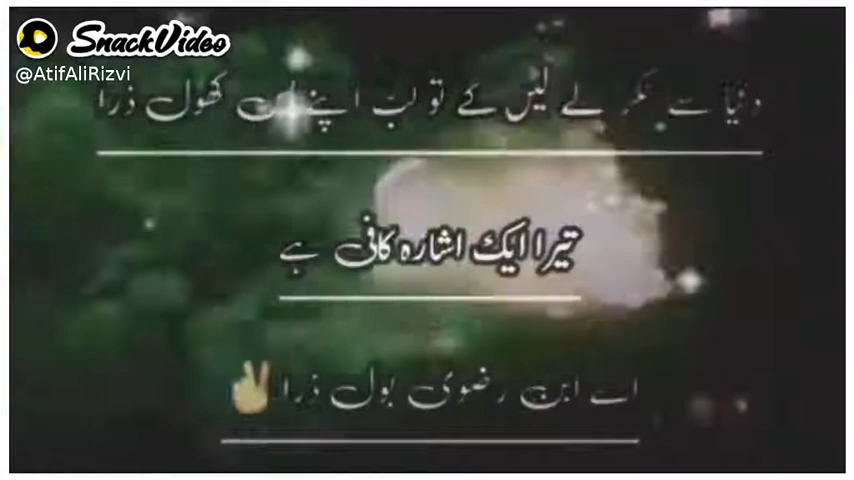 SnackVideo
@AtifAliRizvi
دنیا سے ٹکر لے لیں گے تو لب اپنے کھول ذرا
تیرا ایک اشارہ کافی ہے
اے ابن رضوی بول ذرا ✌